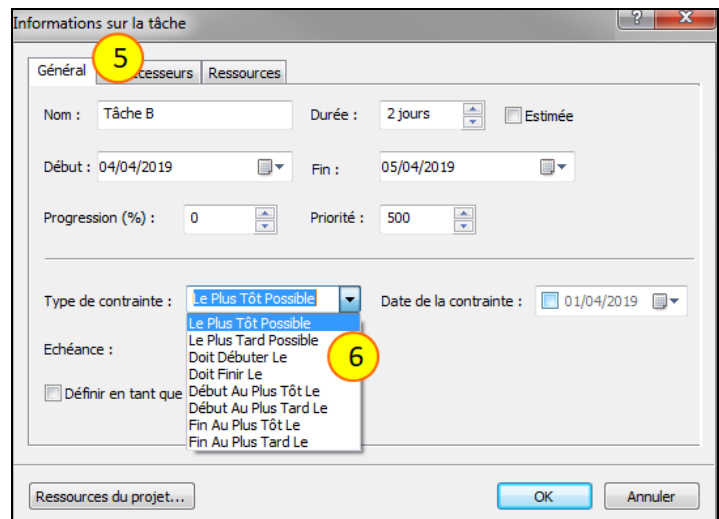 Informations sur la tâche
?
X
Général
5
cesseurs
Ressources
Nom : Tâche B Durée : 2 jours Estimée
Début : 04/04/2019 Fin : 05/04/2019
Progression (%) : 0 Priorité : 500
Type de contrainte : Le Plus Tôt Possible Date de la contrainte : 01/04/2019
Le Plus Tôt Possible
Le Plus Tard Possible
Echéance :
6
Doit Débuter Le
Doit Finir Le
Définir en tant que
Début Au Plus Tôt Le
Début Au Plus Tard Le
Fin Au Plus Tôt Le
Fin Au Plus Tard Le
Ressources du projet... OK Annuler